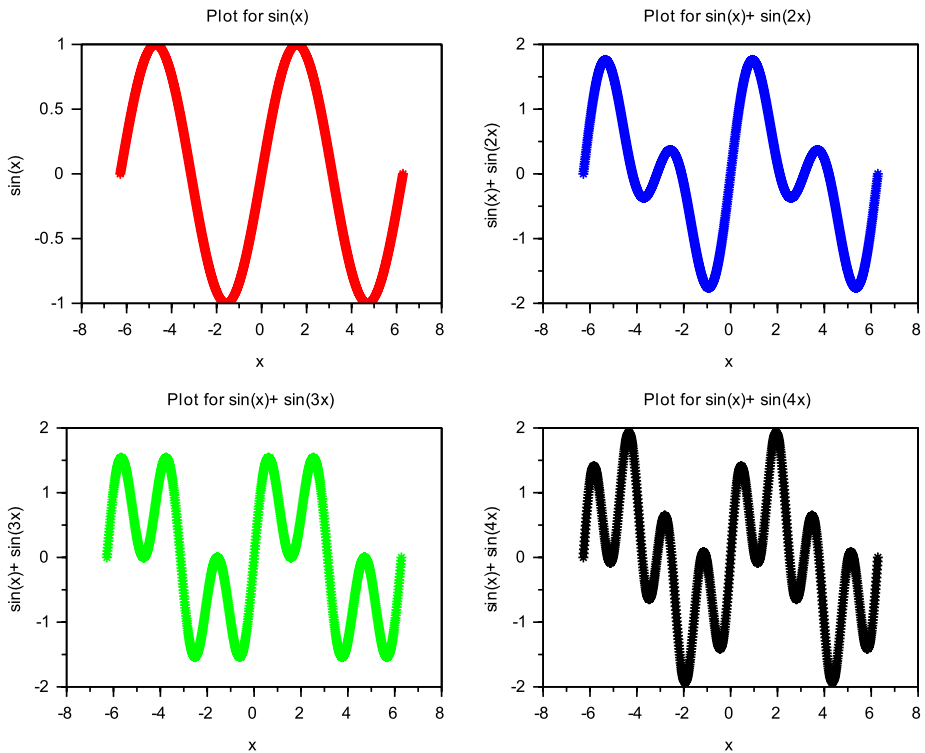 Plot for sin(x)
1
0.5
0
-0.5
-1
sin(x)
-8 -6 -4 -2 0 2 4 6 8
x
Plot for sin(x)+ sin(2x)
2
1
0
-1
-2
sin(x)+ sin(2x)
-8 -6 -4 -2 0 2 4 6 8
x
Plot for sin(x)+ sin(3x)
2
1
0
-1
-2
sin(x)+ sin(3x)
-8 -6 -4 -2 0 2 4 6 8
x
Plot for sin(x)+ sin(4x)
2
1
0
-1
-2
sin(x)+ sin(4x)
-8 -6 -4 -2 0 2 4 6 8
x